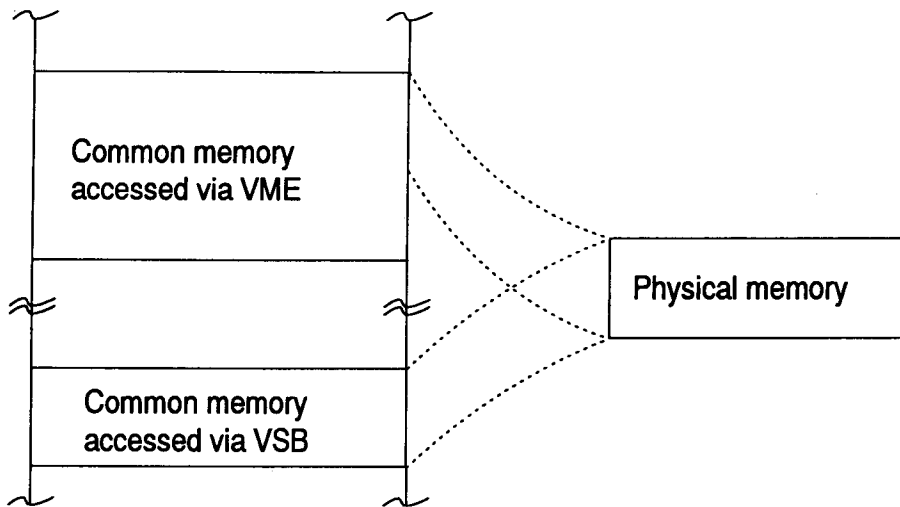 Common memory
accessed via VME
Physical memory
Common memory
accessed via VSB